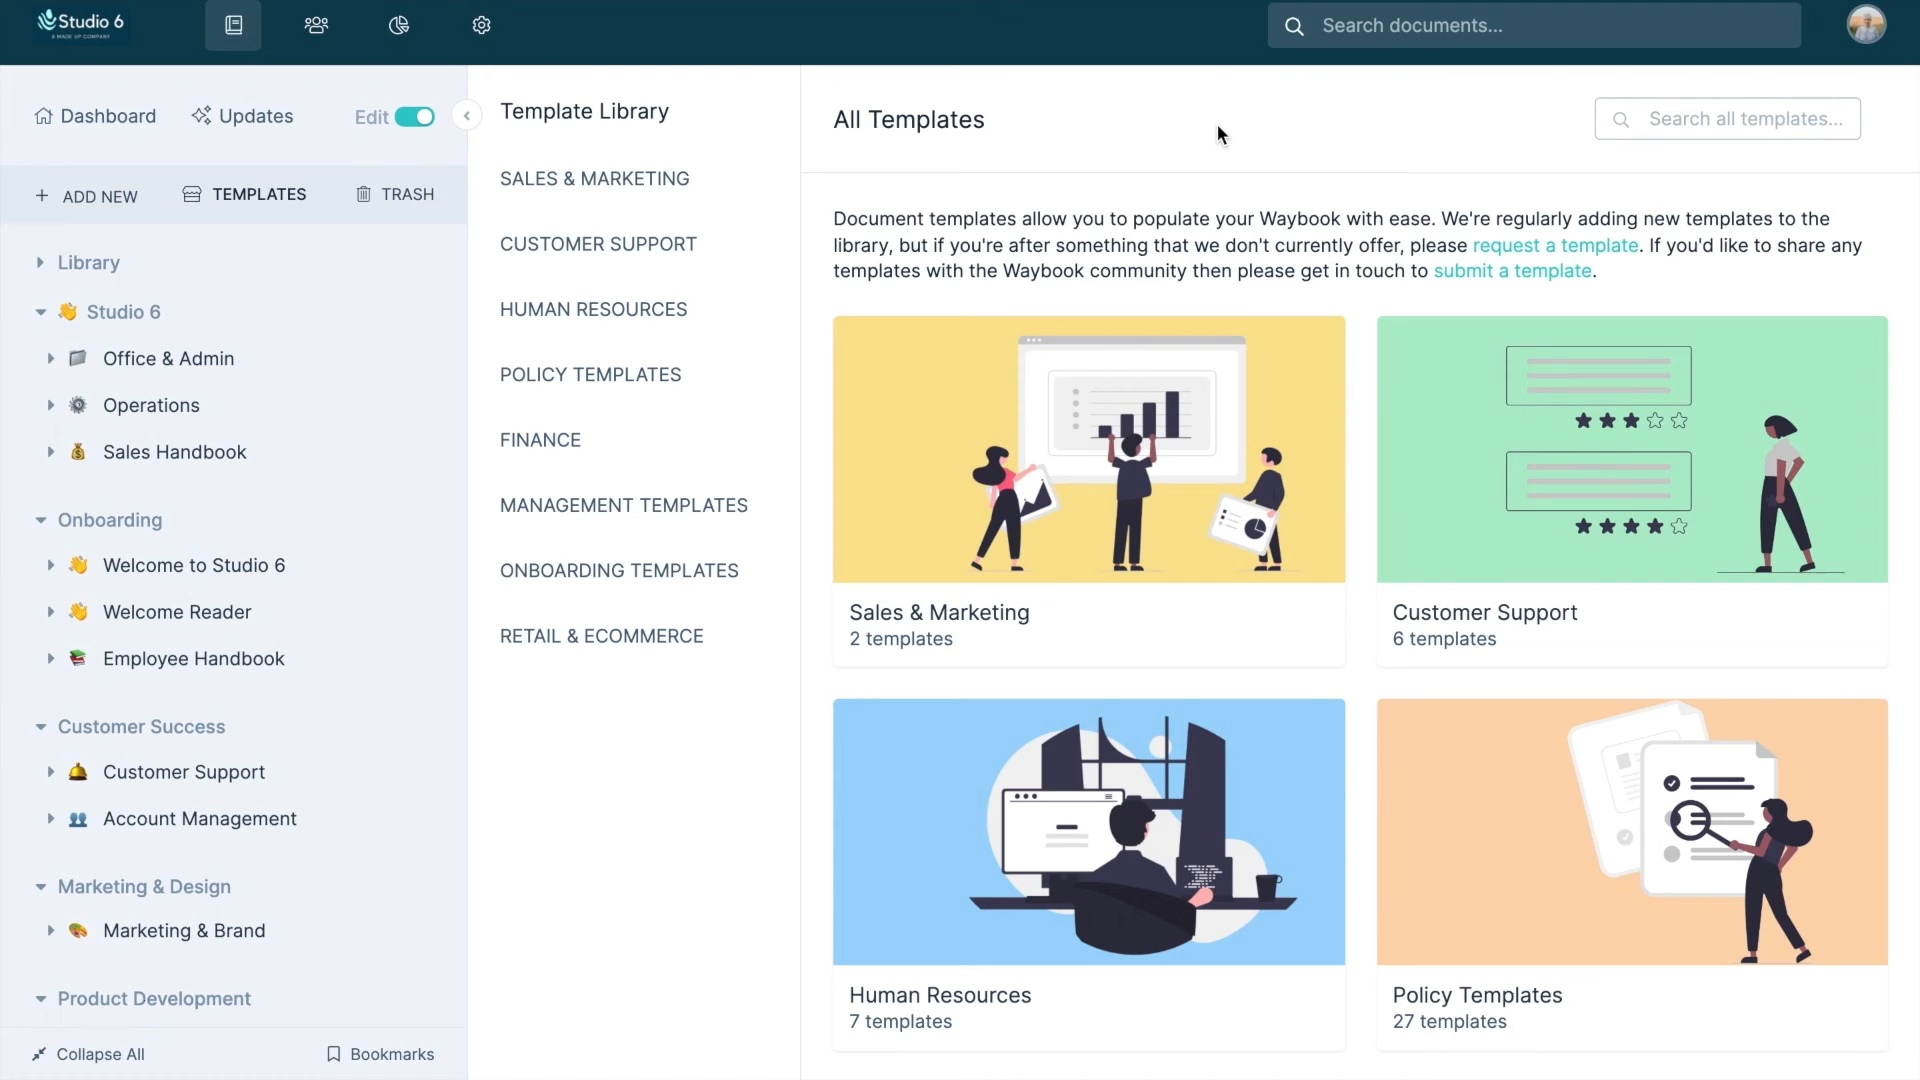 Studio 6
A MADE UP COMPANY
Search documents...
Dashboard
Updates
Edit
ADD NEW
TEMPLATES
TRASH
Library
Studio 6
Office & Admin
Operations
Sales Handbook
Onboarding
Welcome to Studio 6
Welcome Reader
Employee Handbook
Customer Success
Customer Support
Account Management
Marketing & Design
Marketing & Brand
Product Development
Collapse All
Bookmarks
Template Library
SALES & MARKETING
CUSTOMER SUPPORT
HUMAN RESOURCES
POLICY TEMPLATES
FINANCE
MANAGEMENT TEMPLATES
ONBOARDING TEMPLATES
RETAIL & ECOMMERCE
All Templates
Search all templates...
Document templates allow you to populate your Waybook with ease. We're regularly adding new templates to the
library, but if you're after something that we don't currently offer, please request a template. If you'd like to share any
templates with the Waybook community then please get in touch to submit a template.
Sales & Marketing
2 templates
Customer Support
6 templates
Human Resources
7 templates
Policy Templates
27 templates